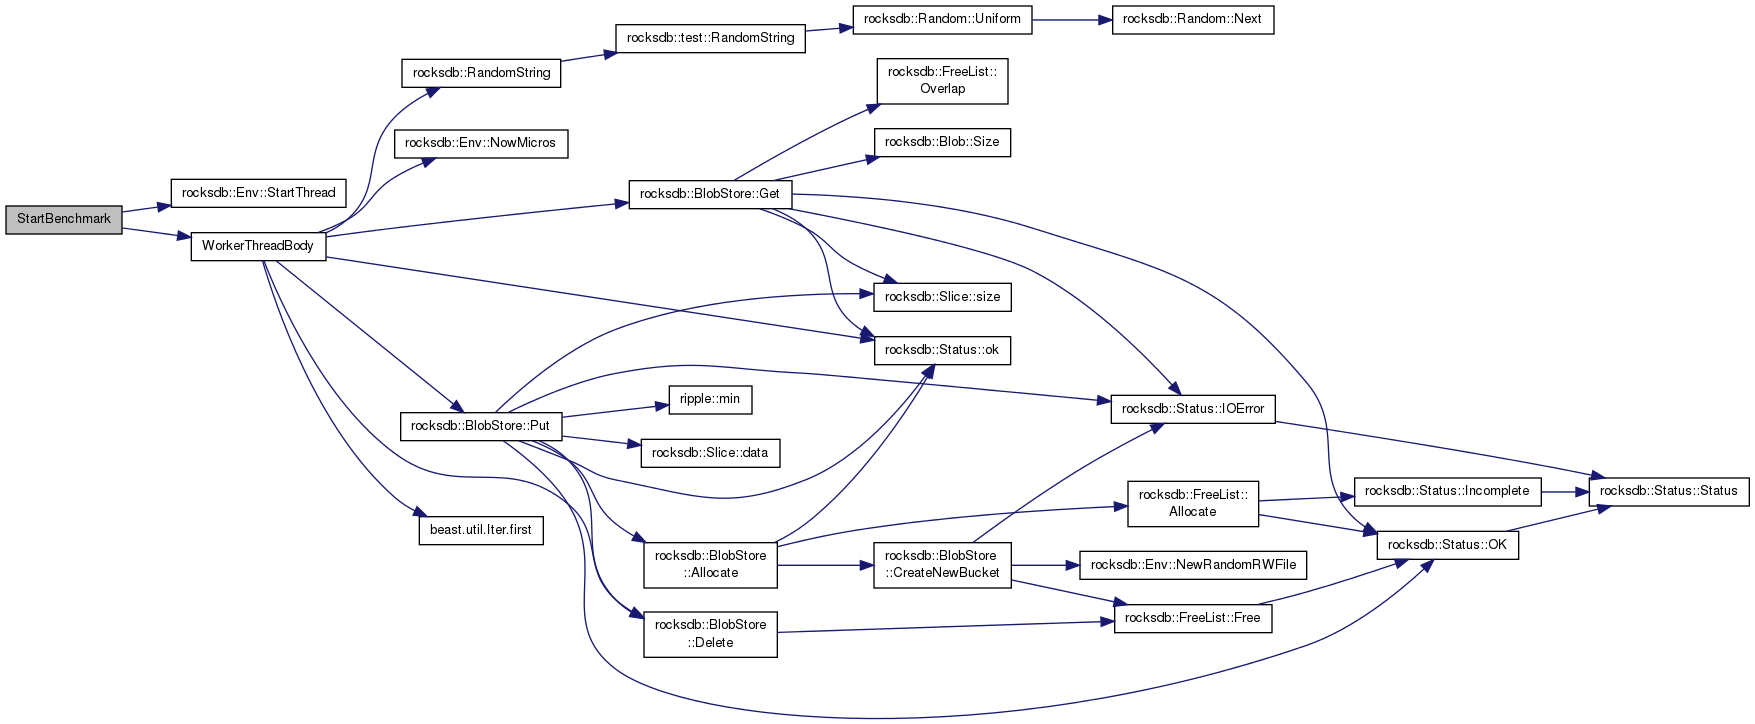 rocksdb::Random::Uniform
rocksdb::Random::Next
rocksdb::test::RandomString
rocksdb::RandomString
rocksdb::FreeList::
Overlap
rocksdb::Env::NowMicros
rocksdb::Blob::Size
rocksdb::Env::StartThread
rocksdb::BlobStore::Get
StartBenchmark
WorkerThreadBody
rocksdb::Slice::size
rocksdb::Status::ok
ripple::min
rocksdb::Status::IOError
rocksdb::BlobStore::Put
rocksdb::Slice::data
rocksdb::FreeList::
Allocate
rocksdb::Status::Incomplete
rocksdb::Status::Status
beast.util.Iter.first
rocksdb::Status::OK
rocksdb::BlobStore
::Allocate
rocksdb::BlobStore
::CreateNewBucket
rocksdb::Env::NewRandomRWFile
rocksdb::FreeList::Free
rocksdb::BlobStore
::Delete